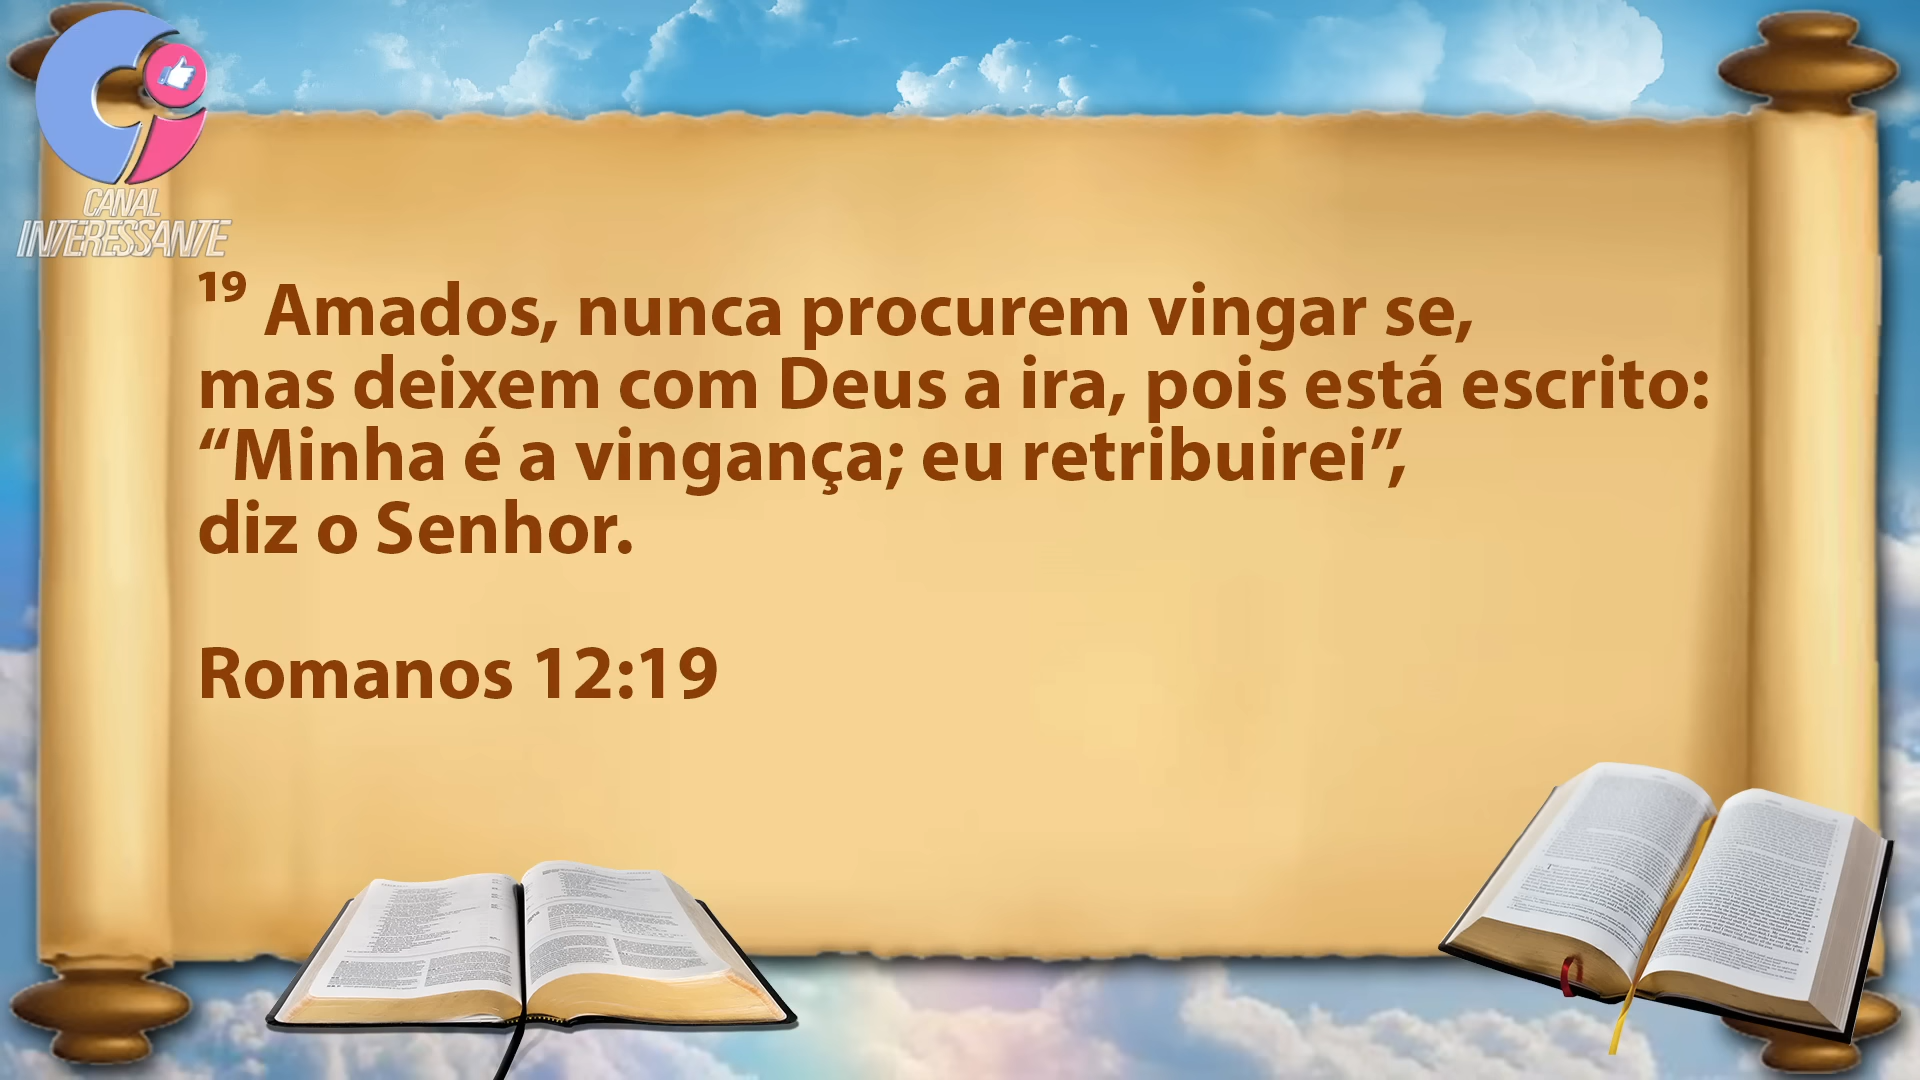 CANAL
INTERESSANTE
¹⁹ Amados, nunca procurem vingar se,
mas deixem com Deus a ira, pois está escrito:
“Minha é a vingança; eu retribuirei”,
diz o Senhor.
Romanos 12:19